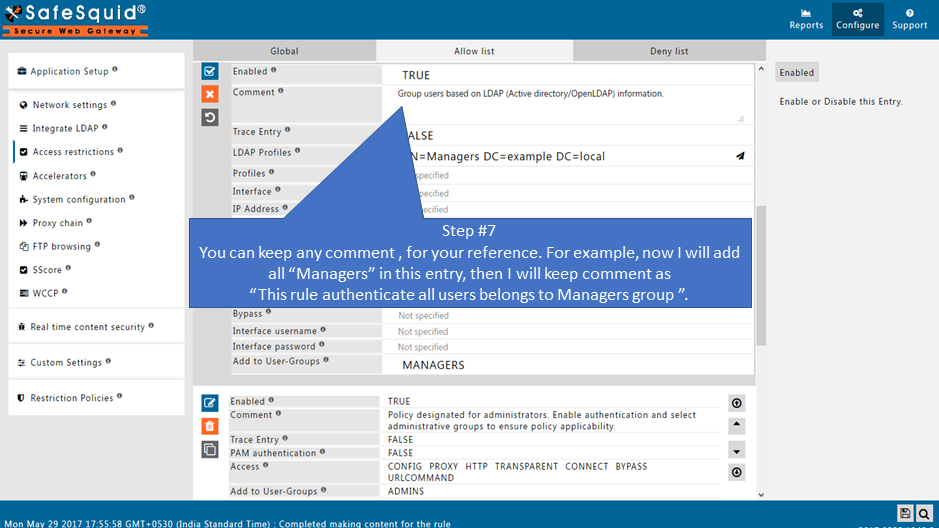 SafeSquid®
Secure Web Gateway
Reports
Configure
Support
Global
Allow list
Deny list
Application Setup
Network settings
Integrate LDAP
Access restrictions
Accelerators
System configuration
Proxy chain
FTP browsing
SScore
WCCP
Real time content security
Custom Settings
Restriction Policies
Enabled TRUE
Comment Group users based on LDAP (Active directory/OpenLDAP) information.
Trace Entry ALSE
LDAP Profiles N=Managers DC=example DC=local
Profiles specified
Interface ecified
IP Address cified
Step #7
You can keep any comment , for your reference. For example, now I will add
all “Managers” in this entry, then I will keep comment as
“This rule authenticate all users belongs to Managers group ”.
Bypass Not specified
Interface username Not specified
Interface password Not specified
Add to User-Groups MANAGERS
Enabled TRUE
Comment Policy designated for administrators. Enable authentication and select
administrative groups to ensure policy applicability.
Trace Entry FALSE
PAM authentication FALSE
Access CONFIG PROXY HTTP TRANSPARENT CONNECT BYPASS
URLCOMMAND
Add to User-Groups ADMINS
Enabled
Enable or Disable this Entry.
Mon May 29 2017 17:55:58 GMT+0530 (India Standard Time) : Completed making content for the rule